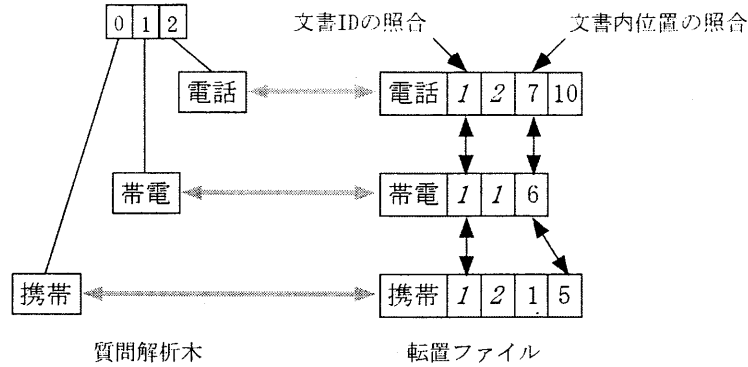 0 1 2
文書IDの照合 文書内位置の照合
電話 電話 1 2 7 10
帯電 帯電 1 1 6
携帯 携帯 1 2 1 5
質問解析木 転置ファイル